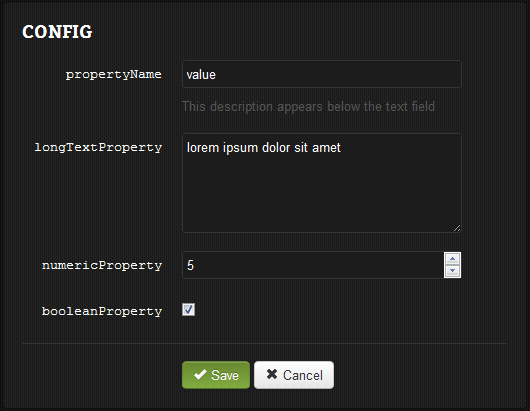 CONFIG
propertyName value
This description appears below the text field
longTextProperty lorem ipsum dolor sit amet
numericProperty 5
booleanProperty
Save Cancel